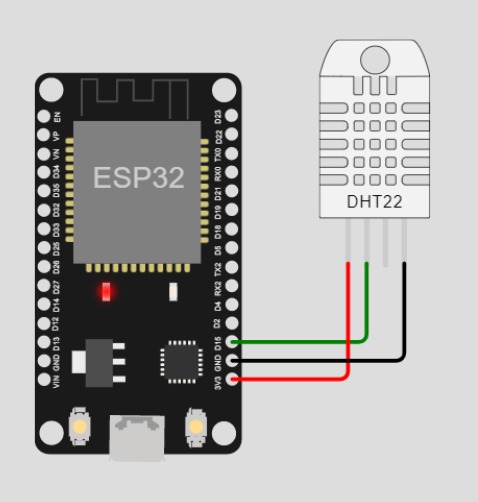 EN
VP
VN
D34
D35
D32
D33
D25
D26
D27
D14
D12
D13
GND
VIN
ESP32
D23
D22
TX0
RX0
D21
D19
D18
D5
TX2
RX2
D4
D2
D15
GND
3V3
DHT22